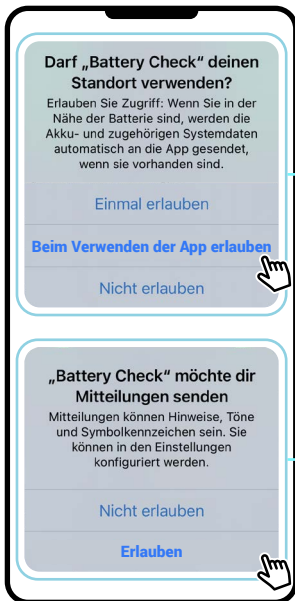 Darf „Battery Check“ deinen
Standort verwenden?
Erlauben Sie Zugriff: Wenn Sie in der
Nähe der Batterie sind, werden die
Akku- und zugehörigen Systemdaten
automatisch an die App gesendet,
wenn sie vorhanden sind.
Einmal erlauben
Beim Verwenden der App erlauben
Nicht erlauben
„Battery Check“ möchte dir
Mitteilungen senden
Mitteilungen können Hinweise, Töne
und Symbolkennzeichen sein. Sie
können in den Einstellungen
konfiguriert werden.
Nicht erlauben
Erlauben